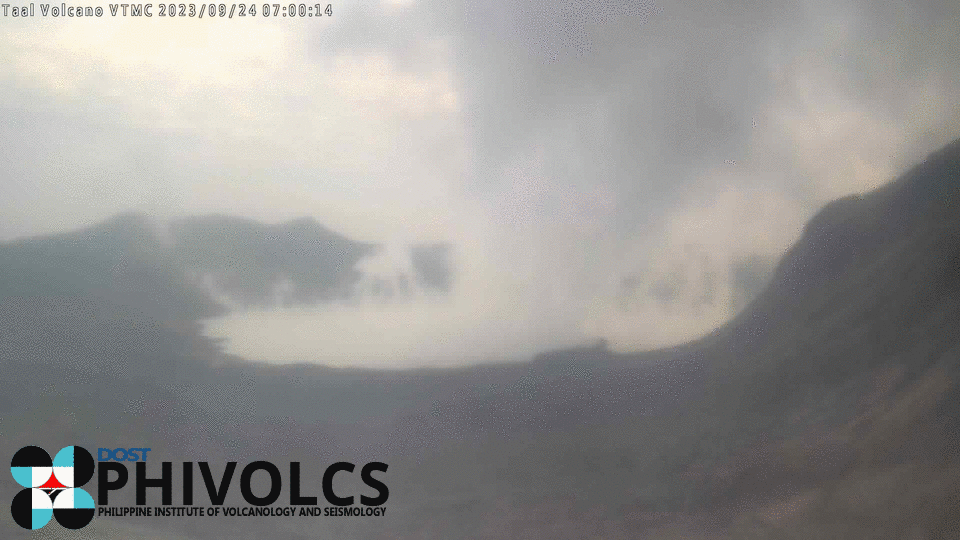 Taal Volcano VTMC 2023/09/24 07:00:14
DOST
PHIVOLCS
PHILIPPINE INSTITUTE OF VOLCANOLOGY AND SEISMOLOGY